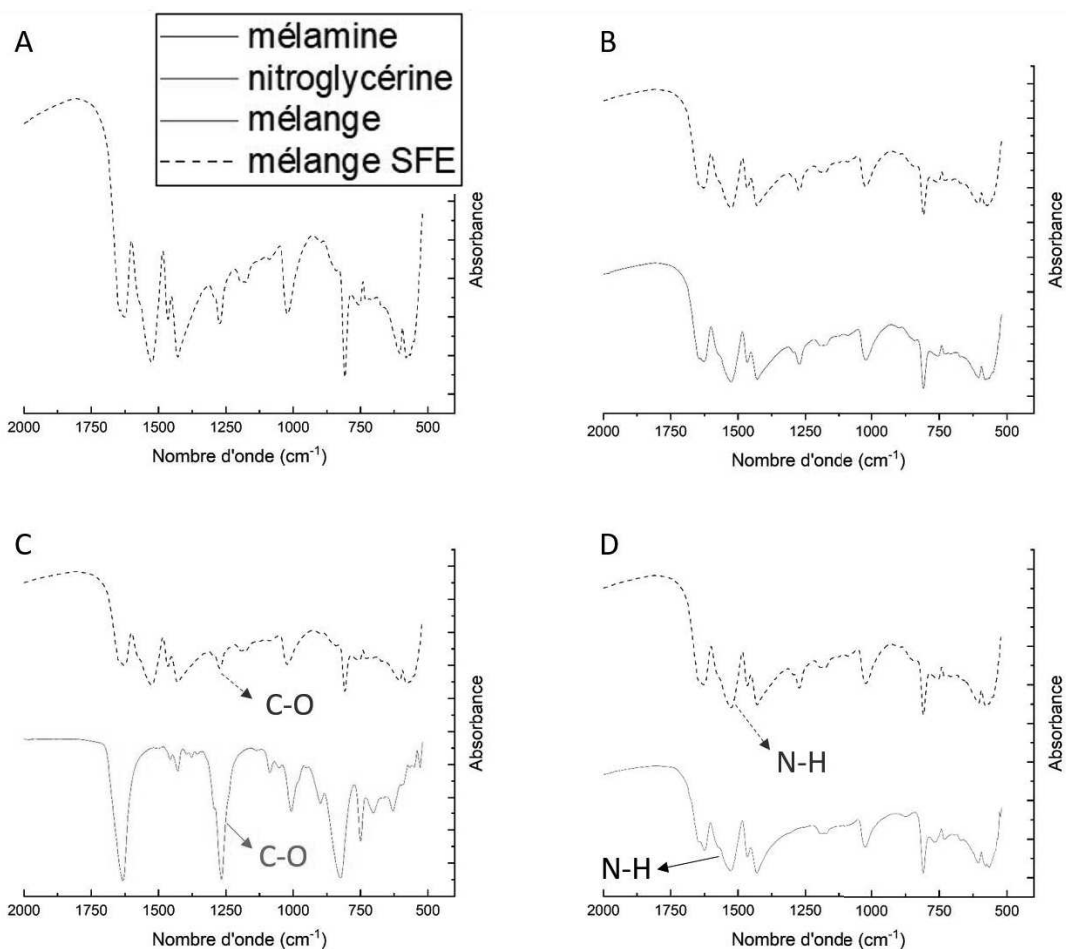 A
mélamine
nitroglycérine
mélange
mélange SFE
Absorbance
2000 1750 1500 1250 1000 750 500
Nombre d'onde (cm⁻¹)
B
Absorbance
2000 1750 1500 1250 1000 750 500
Nombre d'onde (cm⁻¹)
C
C-O
C-O
Absorbance
2000 1750 1500 1250 1000 750 500
Nombre d'onde (cm⁻¹)
D
N-H
N-H
Absorbance
2000 1750 1500 1250 1000 750 500
Nombre d'onde (cm⁻¹)